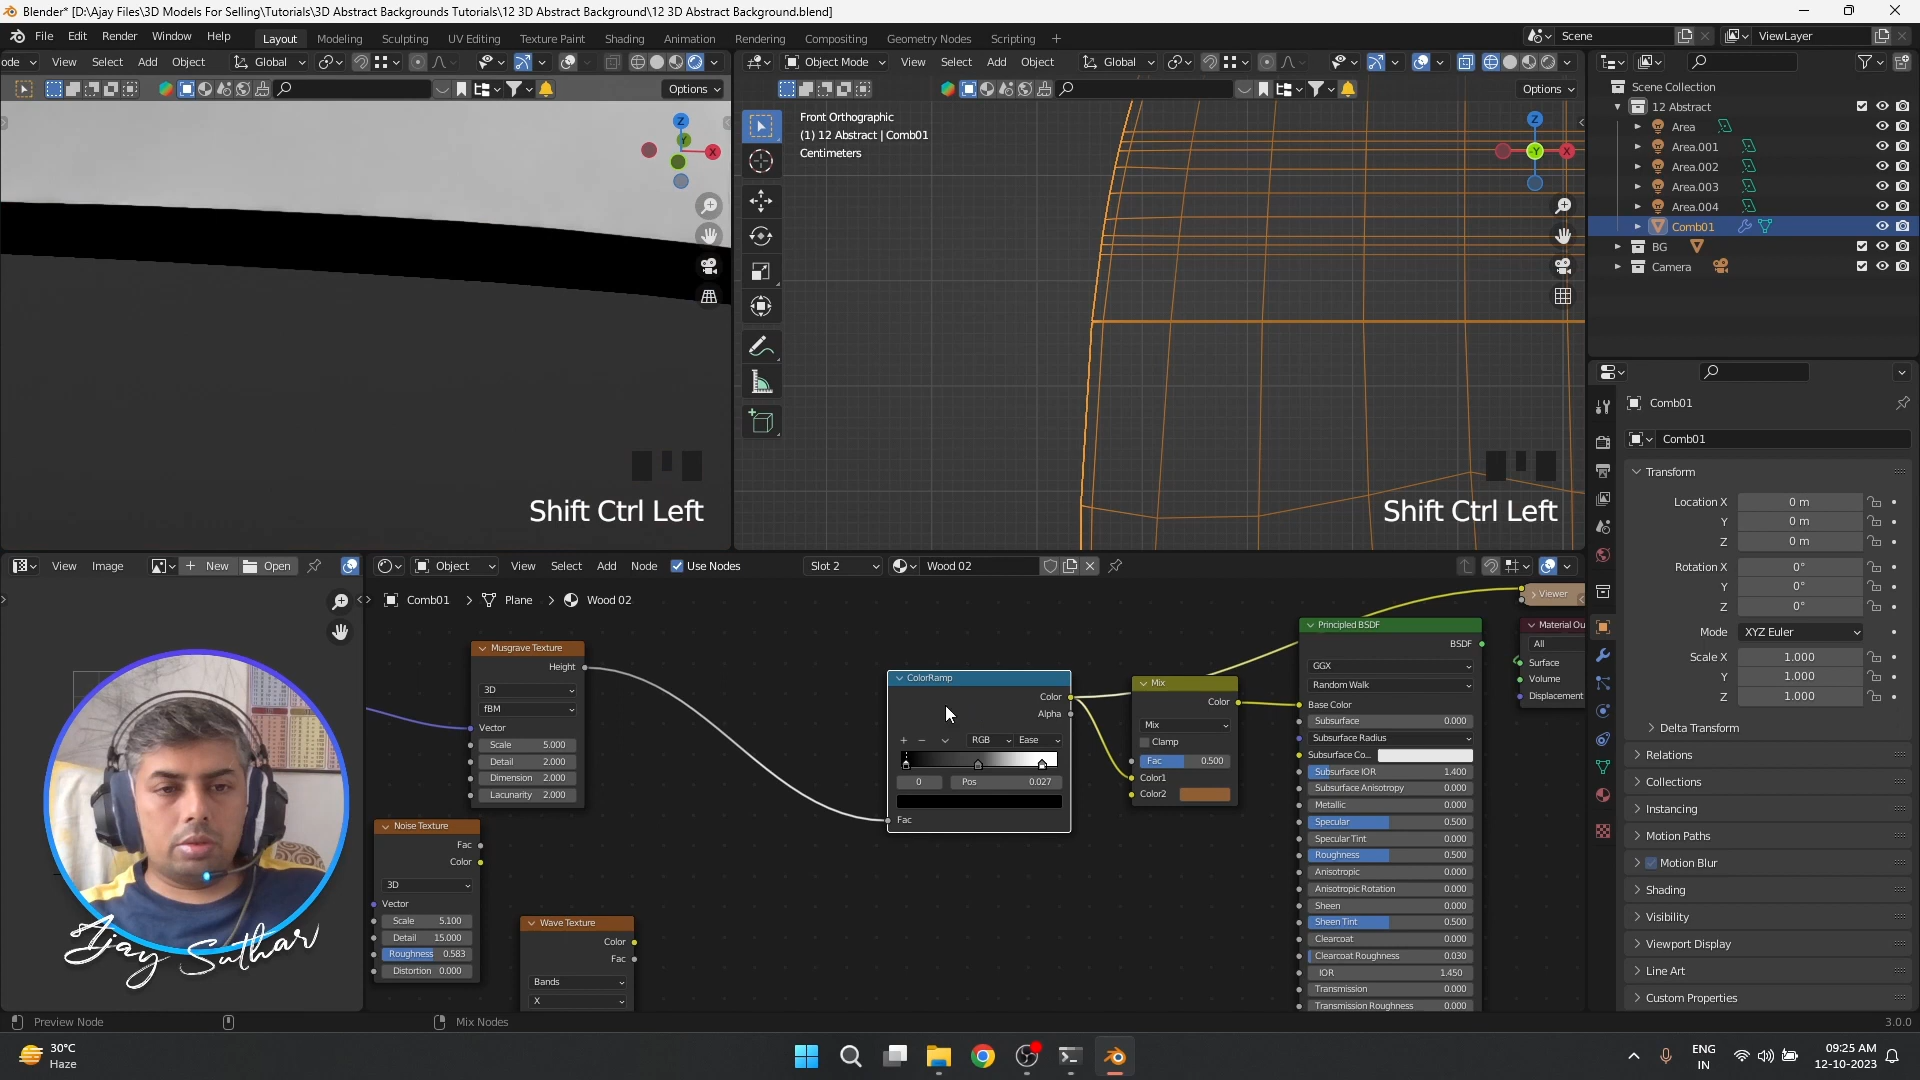 Blender* [D:\Ajay Files\3D Models For Selling\Tutorials\3D Abstract Backgrounds Tutorials\12 3D Abstract Background\12 3D Abstract Background.blend]
File Edit Render Window Help Layout Modeling Sculpting UV Editing Texture Paint Shading Animation Rendering Compositing Geometry Nodes Scripting Scene ViewLayer
ode View Select Add Object Global Object Mode View Select Add Object Global
Options Options
Scene Collection
12 Abstract
Area
Area.001
Area.002
Area.003
Area.004
Comb01
BG
Camera
Front Orthographic
(1) 12 Abstract | Comb01
Centimeters
Z
Y
X
Z
-Y
X
Shift Ctrl Left
Shift Ctrl Left
Comb01
Comb01
Transform
Location X 0 m
Y 0 m
Z 0 m
Rotation X 0°
Y 0°
Z 0°
Mode XYZ Euler
Scale X 1.000
Y 1.000
Z 1.000
Delta Transform
Relations
Collections
Instancing
Motion Paths
Motion Blur
Shading
Visibility
Viewport Display
Line Art
Custom Properties
View Image New Open Object View Select Add Node Use Nodes Slot 2 Wood 02
Comb01 Plane Wood 02
Musgrave Texture
Height
3D
fBM
Vector
Scale 5.000
Detail 2.000
Dimension 2.000
Lacunarity 2.000
Noise Texture
Fac
Color
3D
Vector
Scale 5.100
Detail 15.000
Roughness 0.583
Distortion 0.000
Wave Texture
Color
Fac
Bands
X
ColorRamp
Color
Alpha
RGB Ease
0 Pos 0.027
Fac
Mix
Color
Mix
Clamp
Fac 0.500
Color1
Color2
Principled BSDF
BSDF
GGX
Random Walk
Base Color
Subsurface 0.000
Subsurface Radius
Subsurface Co...
Subsurface IOR 1.400
Subsurface Anisotropy 0.000
Metallic 0.000
Specular 0.500
Specular Tint 0.000
Roughness 0.500
Anisotropic 0.000
Anisotropic Rotation 0.000
Sheen 0.000
Sheen Tint 0.500
Clearcoat 0.000
Clearcoat Roughness 0.030
IOR 1.450
Transmission 0.000
Transmission Roughness 0.000
Viewer
Material Ou
All
Surface
Volume
Displacement
Ajay Suthar
Preview Node Mix Nodes 3.0.0
30°C
Haze
ENG
IN
09:25 AM
12-10-2023